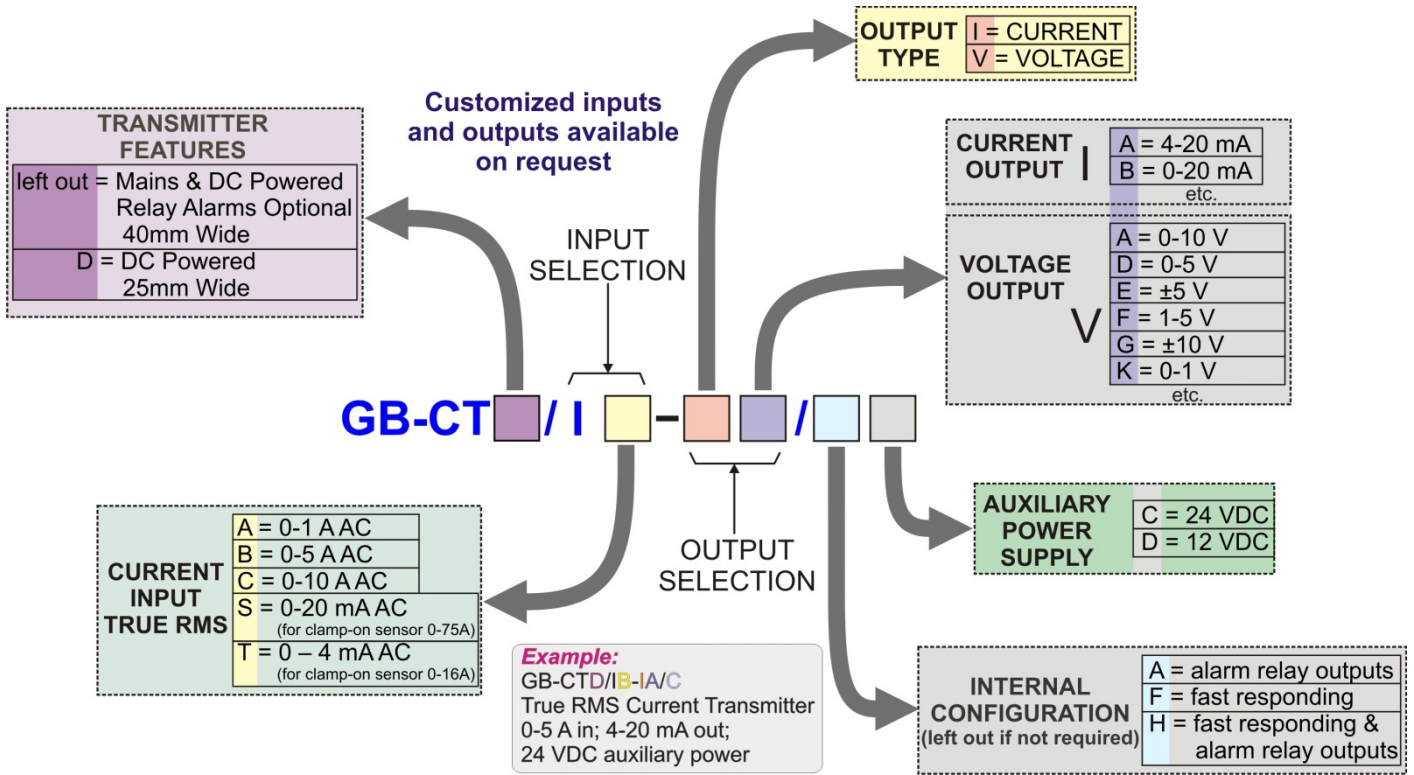 OUTPUT TYPE
I = CURRENT
V = VOLTAGE
Customized inputs
and outputs available
on request
TRANSMITTER
FEATURES
left out = Mains & DC Powered
Relay Alarms Optional
40mm Wide
D = DC Powered
25mm Wide
CURRENT
OUTPUT
I
A = 4-20 mA
B = 0-20 mA
etc.
VOLTAGE
OUTPUT
V
A = 0-10 V
D = 0-5 V
E = ±5 V
F = 1-5 V
G = ±10 V
K = 0-1 V
etc.
INPUT
SELECTION
GB-CT / I - /
CURRENT
INPUT
TRUE RMS
A = 0-1 A AC
B = 0-5 A AC
C = 0-10 A AC
S = 0-20 mA AC
(for clamp-on sensor 0-75A)
T = 0 – 4 mA AC
(for clamp-on sensor 0-16A)
OUTPUT
SELECTION
AUXILIARY
POWER
SUPPLY
C = 24 VDC
D = 12 VDC
Example:
GB-CTD/IB-IA/C
True RMS Current Transmitter
0-5 A in; 4-20 mA out;
24 VDC auxiliary power
INTERNAL
CONFIGURATION
(left out if not required)
A = alarm relay outputs
F = fast responding
H = fast responding &
alarm relay outputs